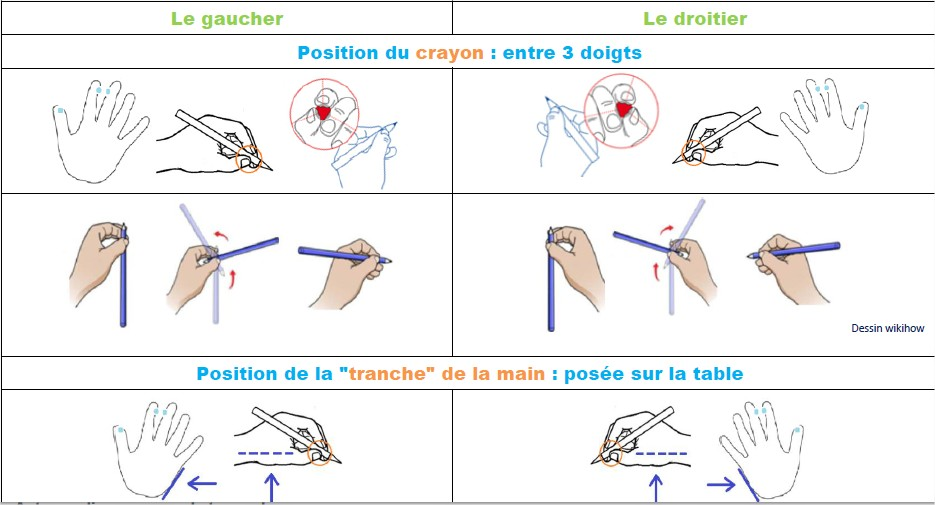 Le gaucher
Le droitier
Position du crayon : entre 3 doigts
Dessin wikihow
Position de la "tranche" de la main : posée sur la table